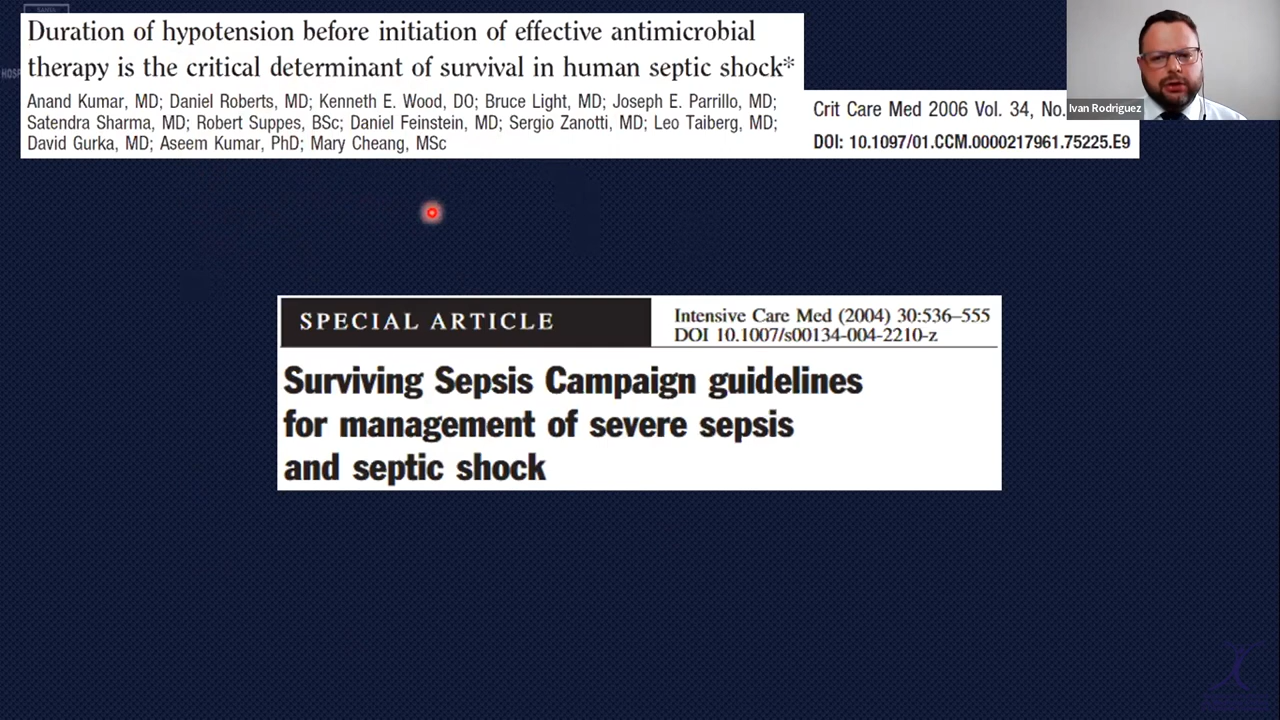 Duration of hypotension before initiation of effective antimicrobial
therapy is the critical determinant of survival in human septic shock*
Anand Kumar, MD; Daniel Roberts, MD; Kenneth E. Wood, DO; Bruce Light, MD; Joseph E. Parrillo, MD;
Satendra Sharma, MD; Robert Suppes, BSc; Daniel Feinstein, MD; Sergio Zanotti, MD; Leo Taiberg, MD;
David Gurka, MD; Aseem Kumar, PhD; Mary Cheang, MSc
Crit Care Med 2006 Vol. 34, No.
DOI: 10.1097/01.CCM.0000217961.75225.E9
Ivan Rodriguez
SPECIAL ARTICLE
Intensive Care Med (2004) 30:536–555
DOI 10.1007/s00134-004-2210-z
Surviving Sepsis Campaign guidelines
for management of severe sepsis
and septic shock